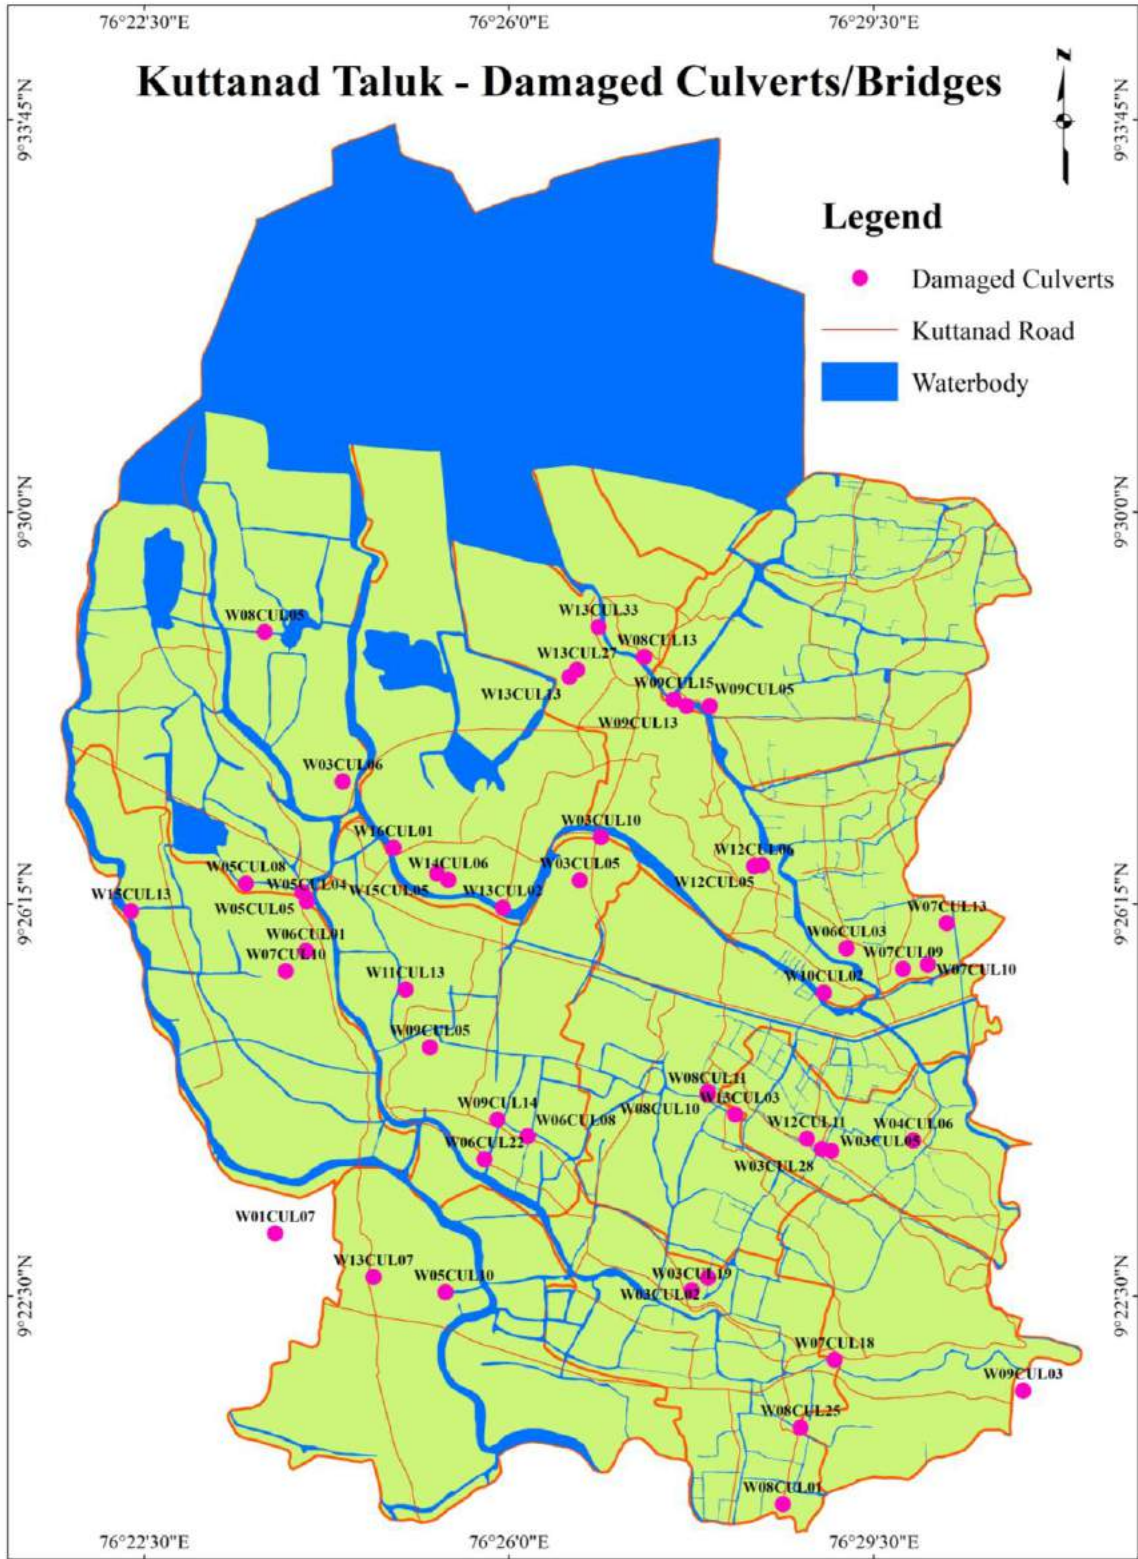 76°22'30"E
76°26'0"E
76°29'30"E
Kuttanad Taluk - Damaged Culverts/Bridges
N
9°33'45"N
9°33'45"N
Legend
Damaged Culverts
Kuttanad Road
Waterbody
9°30'0"N
9°30'0"N
W13CUL33
W08CUL05
W08CUL13
W13CUL27
W13CUL13
W09CUL15
W09CUL05
W09CUL13
W03CUL06
W03CUL10
W16CUL01
W14CUL06
W03CUL05
W12CUL06
W05CUL08
W05CUL04
W15CUL05
W13CUL02
W12CUL05
W15CUL13
W05CUL05
W07CUL13
9°26'15"N
9°26'15"N
W06CUL01
W06CUL03
W07CUL10
W07CUL09
W07CUL10
W11CUL13
W10CUL02
W09CUL05
W08CUL11
W13CUL03
W08CUL10
W09CUL14
W06CUL08
W12CUL11
W04CUL06
W06CUL22
W03CUL05
W03CUL28
W01CUL07
W13CUL07
W05CUL10
W03CUL19
W03CUL02
9°22'30"N
9°22'30"N
W07CUL18
W09CUL03
W08CUL25
W08CUL01
76°22'30"E
76°26'0"E
76°29'30"E